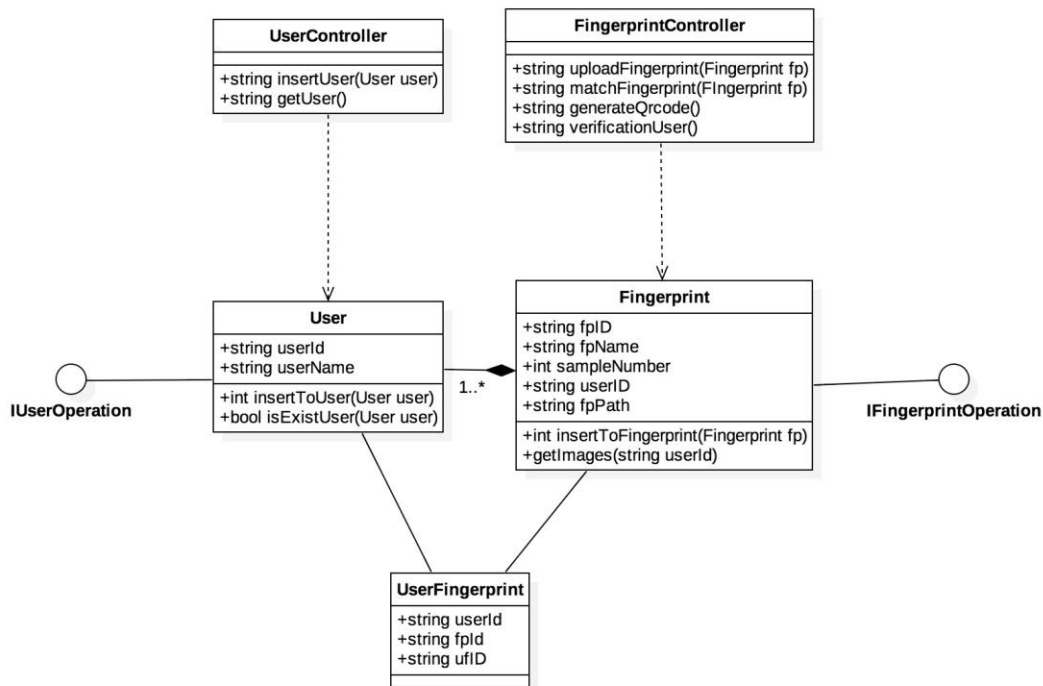 UserController
+string insertUser(User user)
+string getUser()
FingerprintController
+string uploadFingerprint(Fingerprint fp)
+string matchFingerprint(FIngerprint fp)
+string generateQrcode()
+string verificationUser()
User
+string userId
+string userName
+int insertToUser(User user)
+bool isExistUser(User user)
1..*
Fingerprint
+string fpID
+string fpName
+int sampleNumber
+string userID
+string fpPath
+int insertToFingerprint(Fingerprint fp)
+getImages(string userId)
IUserOperation
IFingerprintOperation
UserFingerprint
+string userId
+string fpId
+string ufID